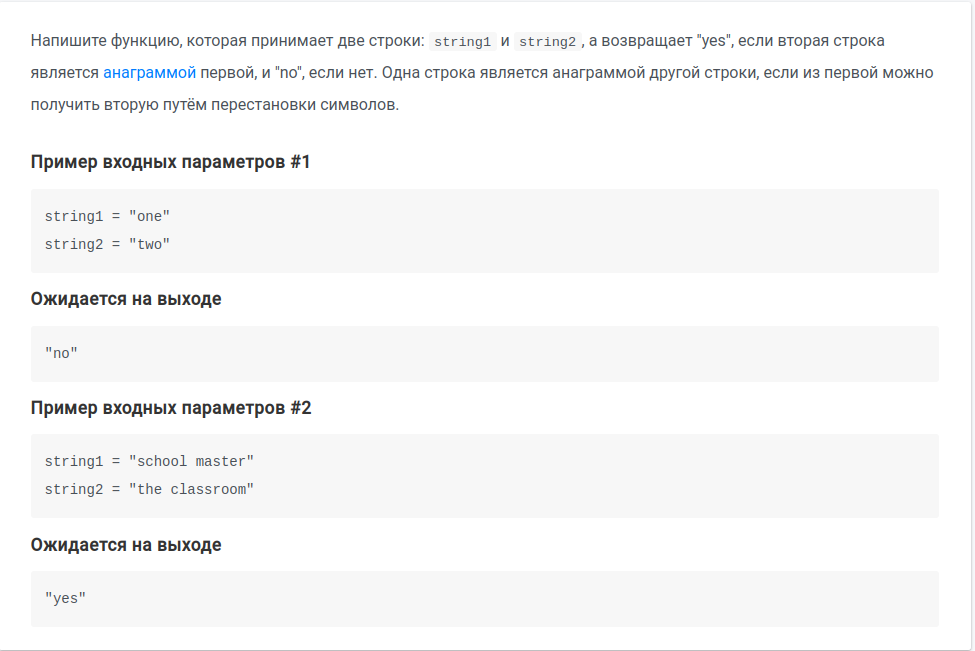 Напишите функцию, которая принимает две строки: string1 и string2 , а возвращает "yes", если вторая строка
является анаграммой первой, и "no", если нет. Одна строка является анаграммой другой строки, если из первой можно
получить вторую путём перестановки символов.
Пример входных параметров #1
string1 = "one"
string2 = "two"
Ожидается на выходе
"no"
Пример входных параметров #2
string1 = "school master"
string2 = "the classroom"
Ожидается на выходе
"yes"